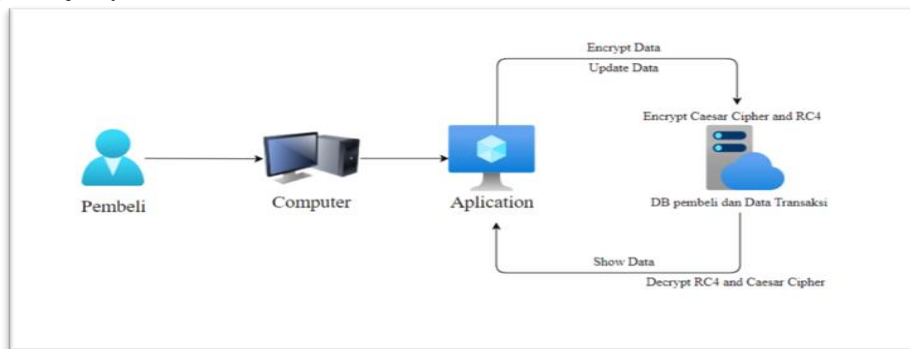 Encrypt Data
Update Data
Encrypt Caesar Cipher and RC4
Pembeli
Computer
Aplication
DB pembeli dan Data Transaksi
Show Data
Decrypt RC4 and Caesar Cipher